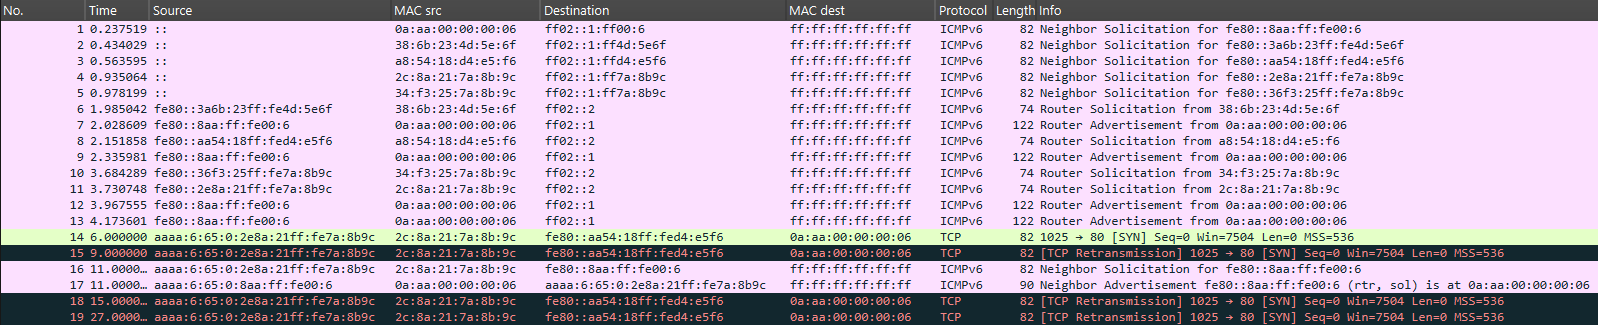 No. Time Source MAC src Destination MAC dest Protocol Length Info
1 0.237519 :: 0a:aa:00:00:00:06 ff02::1:ff00:6 ff:ff:ff:ff:ff:ff ICMPv6 82 Neighbor Solicitation for fe80::8aa:ff:fe00:6
2 0.434029 :: 38:6b:23:4d:5e:6f ff02::1:ff4d:5e6f ff:ff:ff:ff:ff:ff ICMPv6 82 Neighbor Solicitation for fe80::3a6b:23ff:fe4d:5e6f
3 0.563595 :: a8:54:18:d4:e5:f6 ff02::1:ffd4:e5f6 ff:ff:ff:ff:ff:ff ICMPv6 82 Neighbor Solicitation for fe80::aa54:18ff:fed4:e5f6
4 0.935064 :: 2c:8a:21:7a:8b:9c ff02::1:ff7a:8b9c ff:ff:ff:ff:ff:ff ICMPv6 82 Neighbor Solicitation for fe80::2e8a:21ff:fe7a:8b9c
5 0.978199 :: 34:f3:25:7a:8b:9c ff02::1:ff7a:8b9c ff:ff:ff:ff:ff:ff ICMPv6 82 Neighbor Solicitation for fe80::36f3:25ff:fe7a:8b9c
6 1.985042 fe80::3a6b:23ff:fe4d:5e6f 38:6b:23:4d:5e:6f ff02::2 ff:ff:ff:ff:ff:ff ICMPv6 74 Router Solicitation from 38:6b:23:4d:5e:6f
7 2.028609 fe80::8aa:ff:fe00:6 0a:aa:00:00:00:06 ff02::1 ff:ff:ff:ff:ff:ff ICMPv6 122 Router Advertisement from 0a:aa:00:00:00:06
8 2.151858 fe80::aa54:18ff:fed4:e5f6 a8:54:18:d4:e5:f6 ff02::2 ff:ff:ff:ff:ff:ff ICMPv6 74 Router Solicitation from a8:54:18:d4:e5:f6
9 2.335981 fe80::8aa:ff:fe00:6 0a:aa:00:00:00:06 ff02::1 ff:ff:ff:ff:ff:ff ICMPv6 122 Router Advertisement from 0a:aa:00:00:00:06
10 3.684289 fe80::36f3:25ff:fe7a:8b9c 34:f3:25:7a:8b:9c ff02::2 ff:ff:ff:ff:ff:ff ICMPv6 74 Router Solicitation from 34:f3:25:7a:8b:9c
11 3.730748 fe80::2e8a:21ff:fe7a:8b9c 2c:8a:21:7a:8b:9c ff02::2 ff:ff:ff:ff:ff:ff ICMPv6 74 Router Solicitation from 2c:8a:21:7a:8b:9c
12 3.967555 fe80::8aa:ff:fe00:6 0a:aa:00:00:00:06 ff02::1 ff:ff:ff:ff:ff:ff ICMPv6 122 Router Advertisement from 0a:aa:00:00:00:06
13 4.173601 fe80::8aa:ff:fe00:6 0a:aa:00:00:00:06 ff02::1 ff:ff:ff:ff:ff:ff ICMPv6 122 Router Advertisement from 0a:aa:00:00:00:06
14 6.000000 aaaa:6:65:0:2e8a:21ff:fe7a:8b9c 2c:8a:21:7a:8b:9c fe80::aa54:18ff:fed4:e5f6 0a:aa:00:00:00:06 TCP 82 1025 → 80 [SYN] Seq=0 Win=7504 Len=0 MSS=536
15 9.000000 aaaa:6:65:0:2e8a:21ff:fe7a:8b9c 2c:8a:21:7a:8b:9c fe80::aa54:18ff:fed4:e5f6 0a:aa:00:00:00:06 TCP 82 [TCP Retransmission] 1025 → 80 [SYN] Seq=0 Win=7504 Len=0 MSS=536
16 11.0000… aaaa:6:65:0:2e8a:21ff:fe7a:8b9c 2c:8a:21:7a:8b:9c fe80::8aa:ff:fe00:6 0a:aa:00:00:00:06 ICMPv6 82 Neighbor Solicitation for fe80::8aa:ff:fe00:6
17 11.0000… aaaa:6:65:0:8aa:ff:fe00:6 2c:8a:21:7a:8b:9c aaaa:6:65:0:2e8a:21ff:fe7a:8b9c 0a:aa:00:00:00:06 ICMPv6 90 Neighbor Advertisement fe80::8aa:ff:fe00:6 (rtr, sol) is at 0a:aa:00:00:00:06
18 15.0000… aaaa:6:65:0:2e8a:21ff:fe7a:8b9c 2c:8a:21:7a:8b:9c fe80::aa54:18ff:fed4:e5f6 0a:aa:00:00:00:06 TCP 82 [TCP Retransmission] 1025 → 80 [SYN] Seq=0 Win=7504 Len=0 MSS=536
19 27.0000… aaaa:6:65:0:2e8a:21ff:fe7a:8b9c 2c:8a:21:7a:8b:9c fe80::aa54:18ff:fed4:e5f6 0a:aa:00:00:00:06 TCP 82 [TCP Retransmission] 1025 → 80 [SYN] Seq=0 Win=7504 Len=0 MSS=536